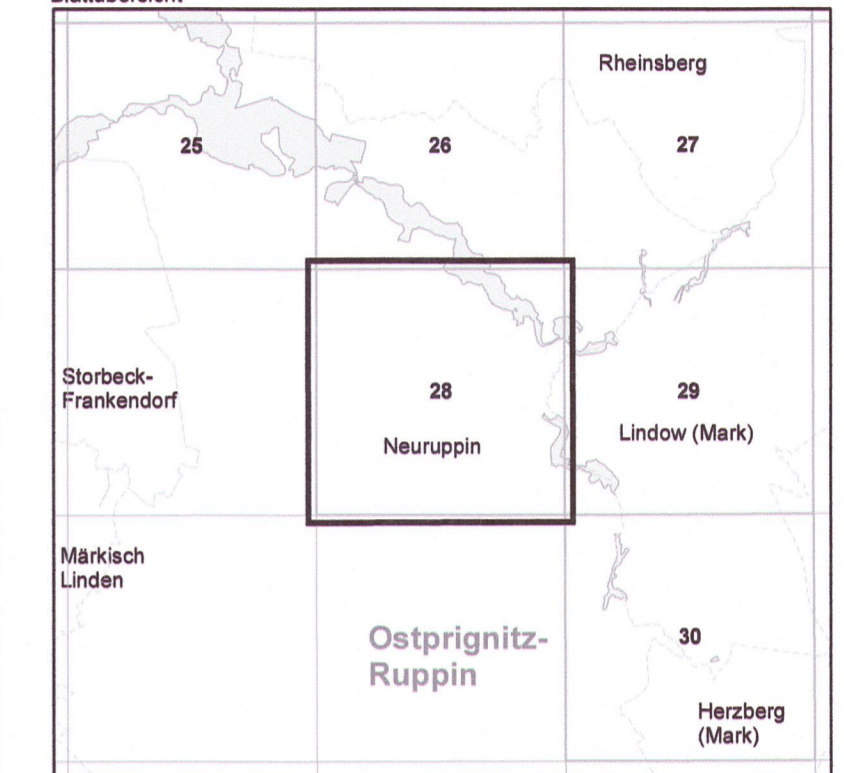 Rheinsberg
25
26
27
Storbeck-
Frankendorf
28
29
Neuruppin
Lindow (Mark)
Märkisch
Linden
Ostprignitz-
Ruppin
30
Herzberg
(Mark)